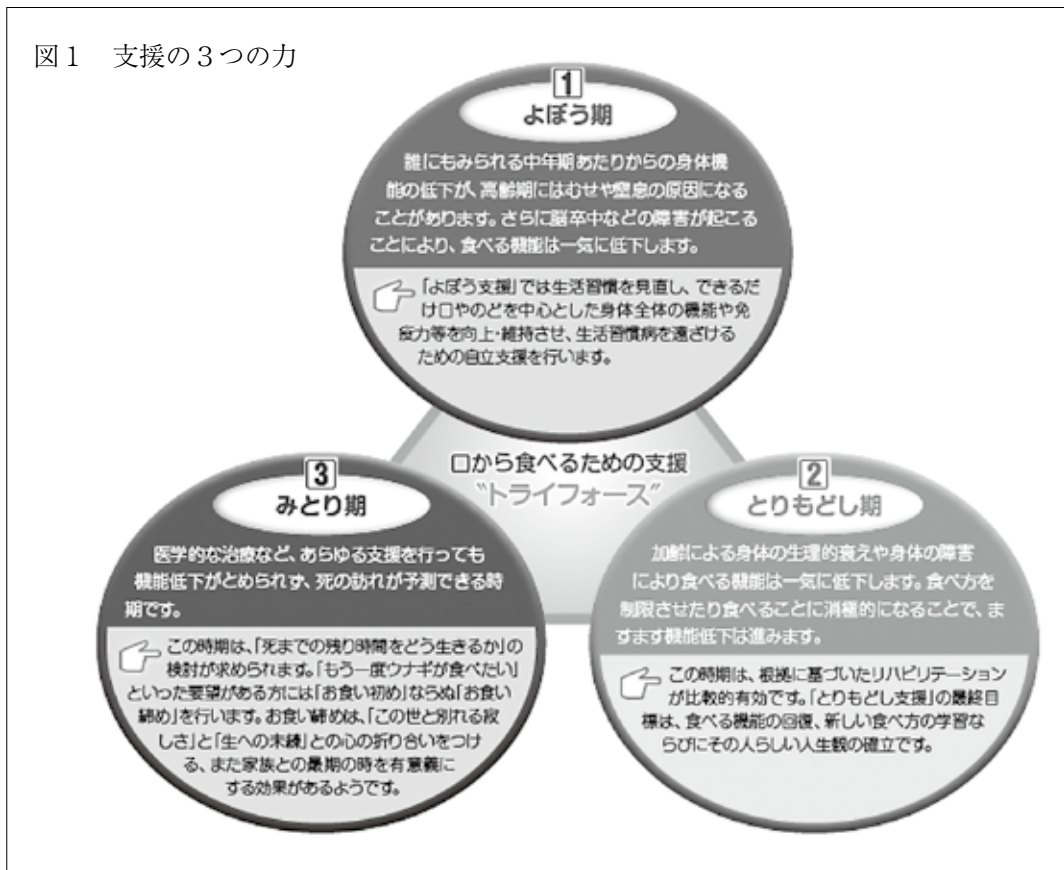 図1 支援の3つの力
1
よぼう期
誰にもみられる中年期あたりからの身体機
能の低下が、高齢期にはむせや窒息の原因になる
ことがあります。さらに脳卒中などの障害が起こる
ことにより、食べる機能は一気に低下します。
「よぼう支援」では生活習慣を見直し、できるだ
け口やのどを中心とした身体全体の機能や免
疫力等を向上・維持させ、生活習慣病を遠ざける
ための自立支援を行います。
口から食べるための支援
“トライフォース”
2
とりもどし期
加齢による身体の生理的衰えや身体の障害
により食べる機能は一気に低下します。食べ方を
制限させたり食べることに消極的になることで、ま
すます機能低下は進みます。
この時期は、根拠に基づいたリハビリテーション
が比較的有効です。「とりもどし支援」の最終目
標は、食べる機能の回復、新しい食べ方の学習な
らびにその人らしい人生観の確立です。
3
みとり期
医学的な治療など、あらゆる支援を行っても
機能低下がとめられず、死の訪れが予測できる時
期です。
この時期は、「死までの残り時間をどう生きるか」の
検討が求められます。「もう一度ウナギが食べたい」
といった要望がある方には「お食い初め」ならぬ「お食い
締め」を行います。お食い締めは、「この世と別れる寂
しさ」と「生への未練」との心の折り合いをつけ
る、また家族との最期の時を有意義に
する効果があるようです。